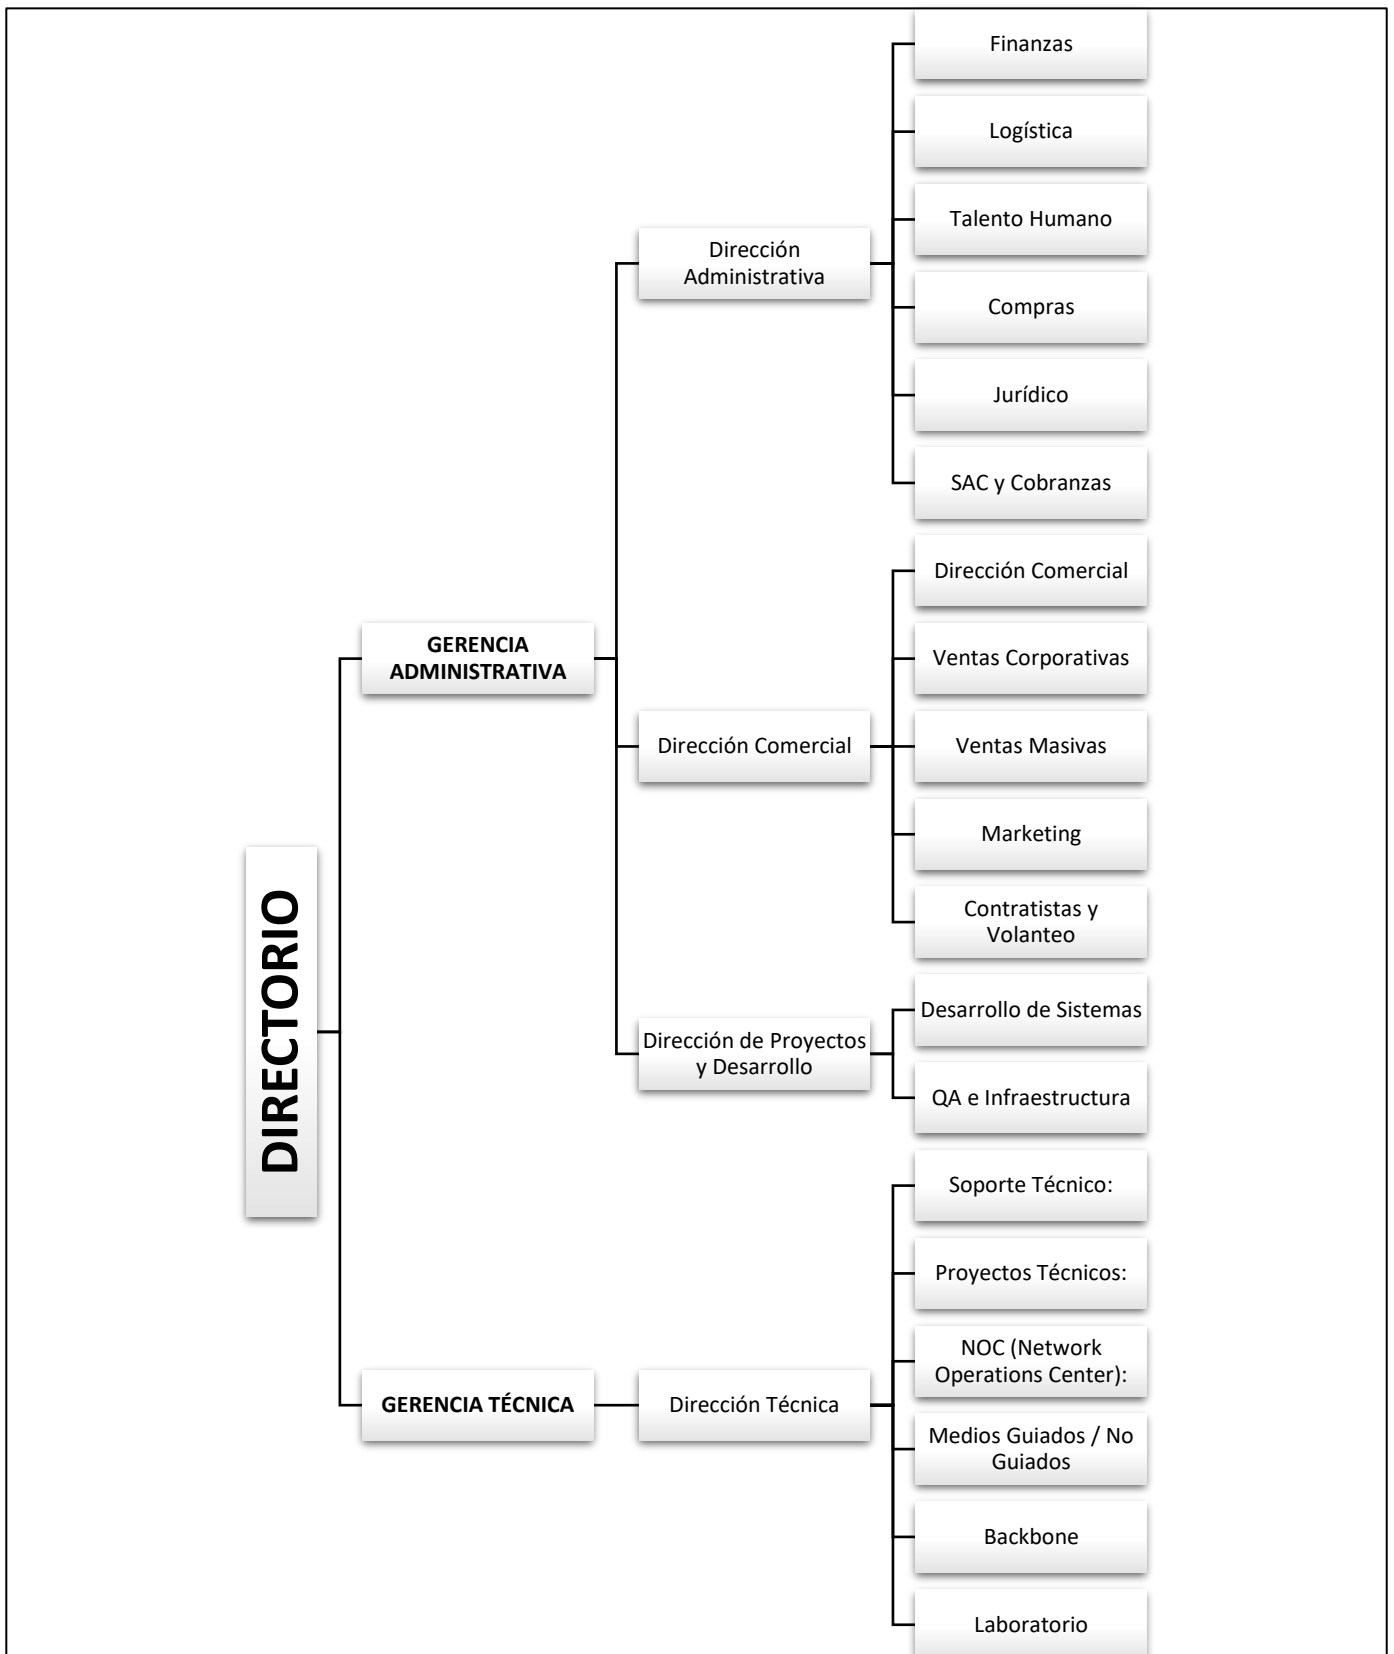 DIRECTORIO
GERENCIA
ADMINISTRATIVA
Dirección
Administrativa
Finanzas
Logística
Talento Humano
Compras
Jurídico
SAC y Cobranzas
Dirección Comercial
Dirección Comercial
Ventas Corporativas
Ventas Masivas
Marketing
Contratistas y
Volanteo
Dirección de Proyectos
y Desarrollo
Desarrollo de Sistemas
QA e Infraestructura
GERENCIA TÉCNICA
Dirección Técnica
Soporte Técnico:
Proyectos Técnicos:
NOC (Network
Operations Center):
Medios Guiados / No
Guiados
Backbone
Laboratorio